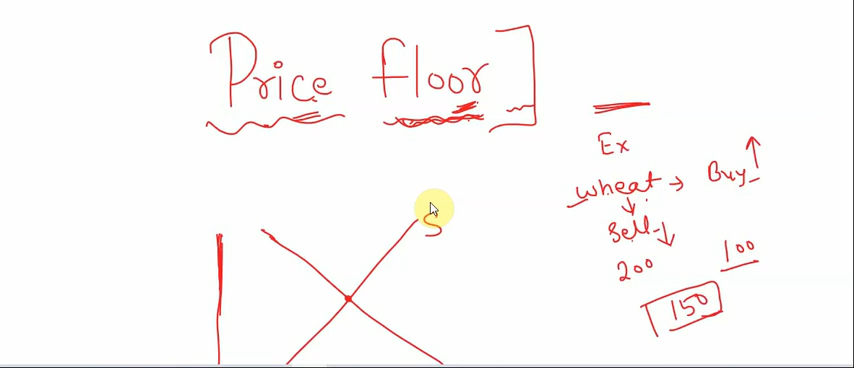 Price floor
Ex
wheat → Buy ↑
↓
Sell ↓
200 100
150
S